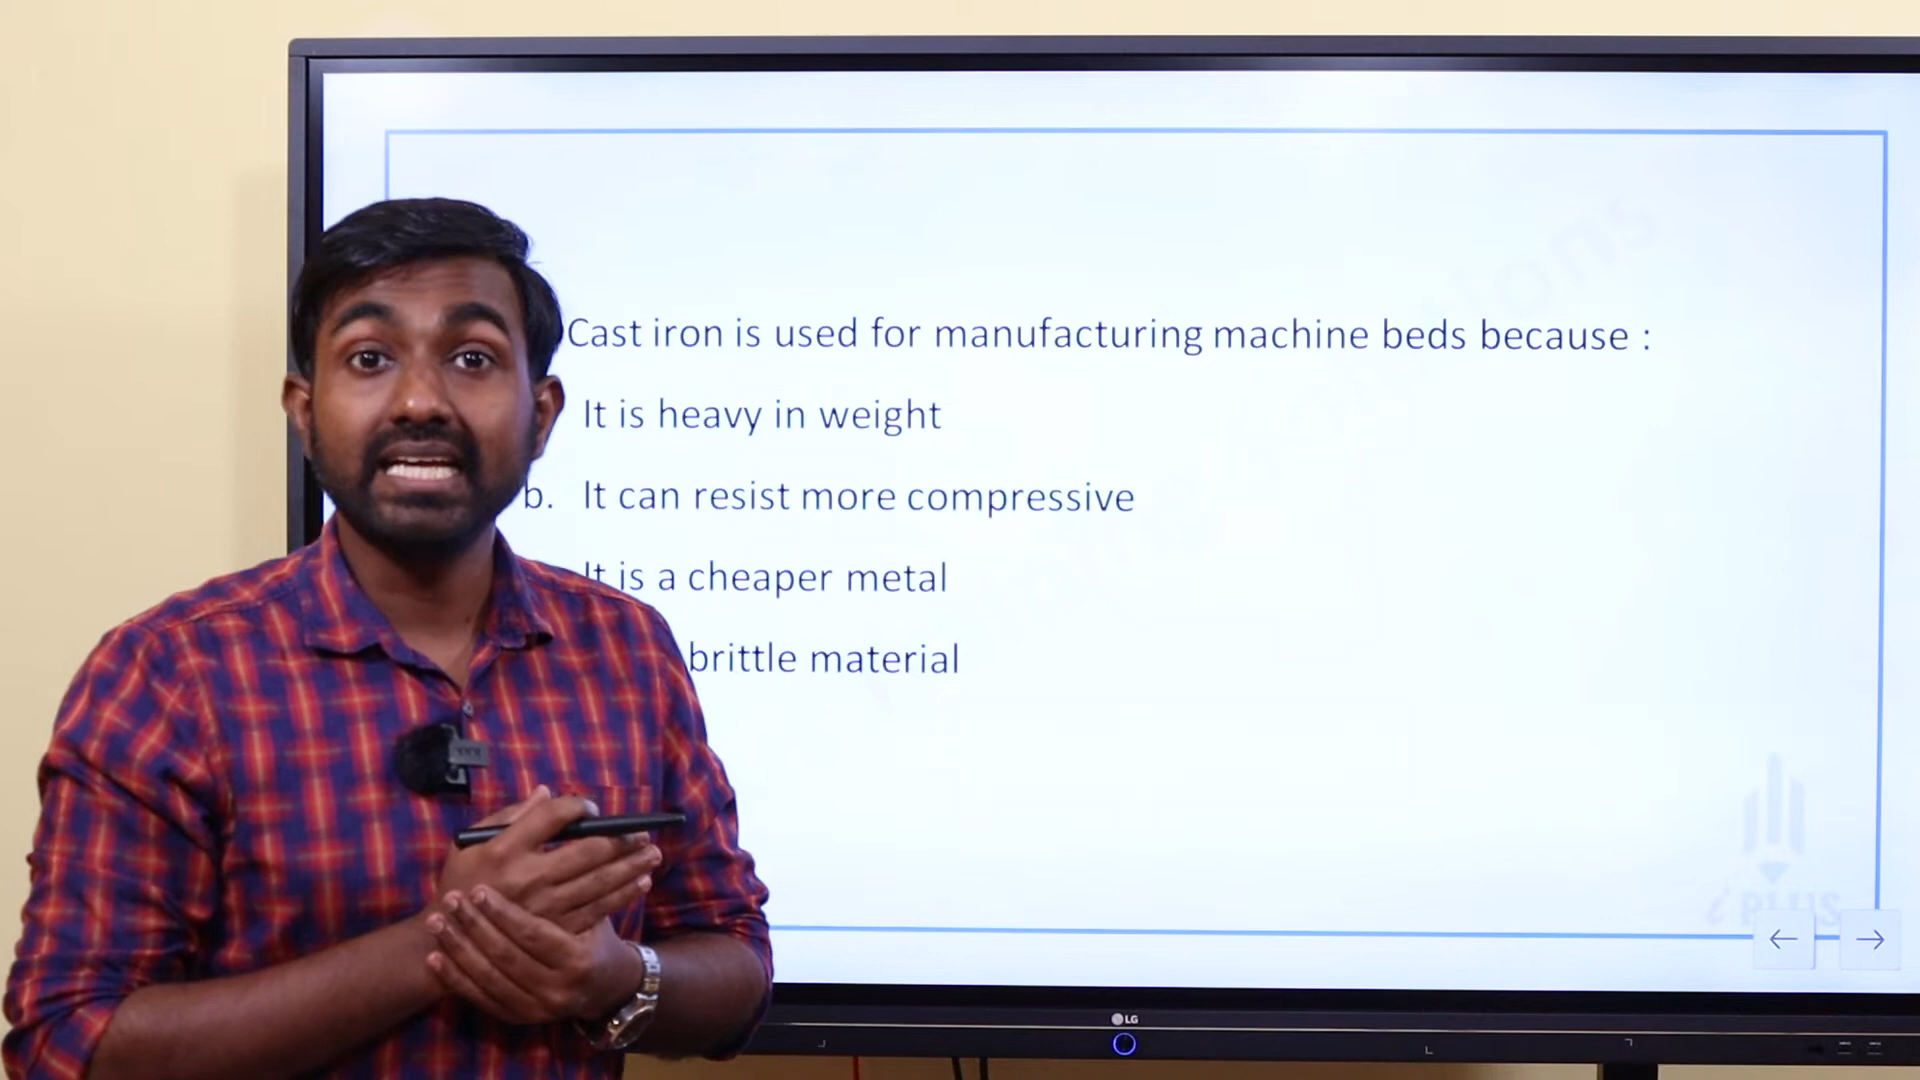 Cast iron is used for manufacturing machine beds because :
It is heavy in weight
b. It can resist more compressive
It is a cheaper metal
brittle material
i PLUS
LG